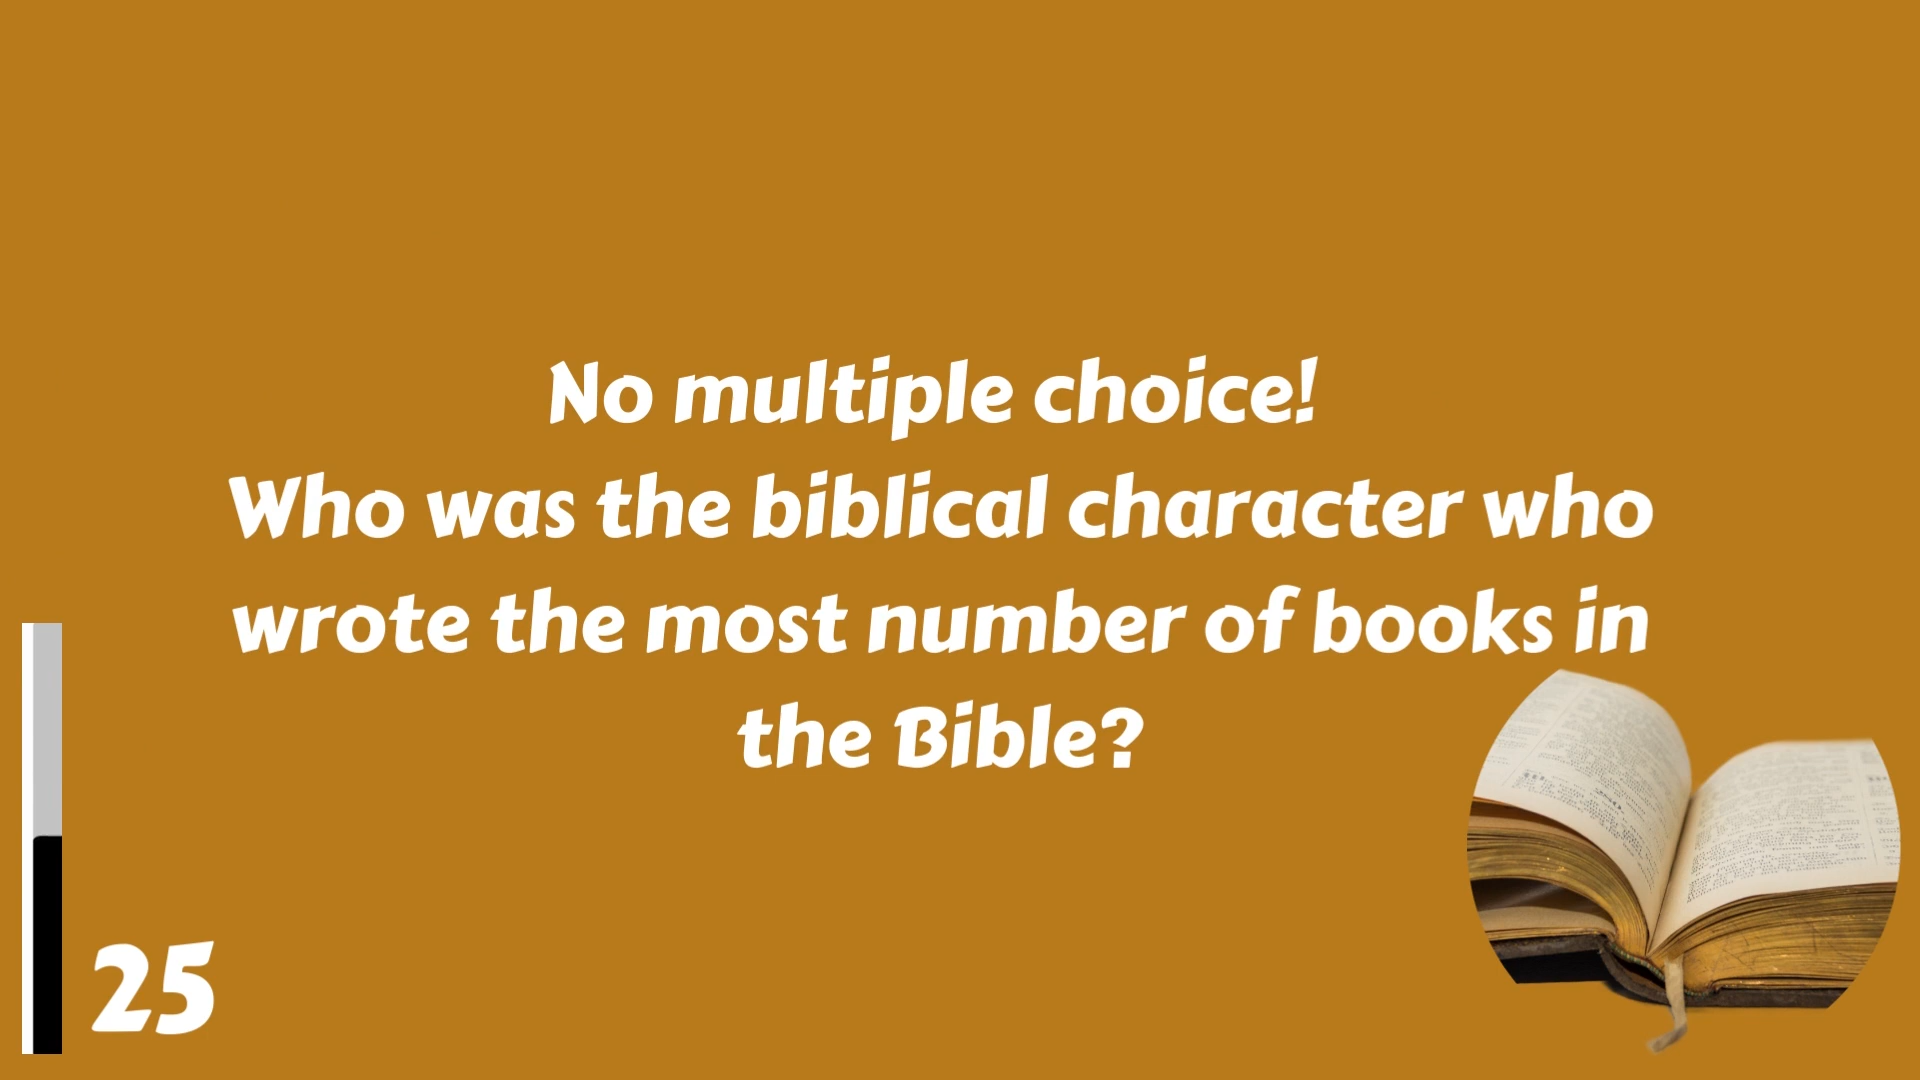 No multiple choice!
Who was the biblical character who
wrote the most number of books in
the Bible?
25